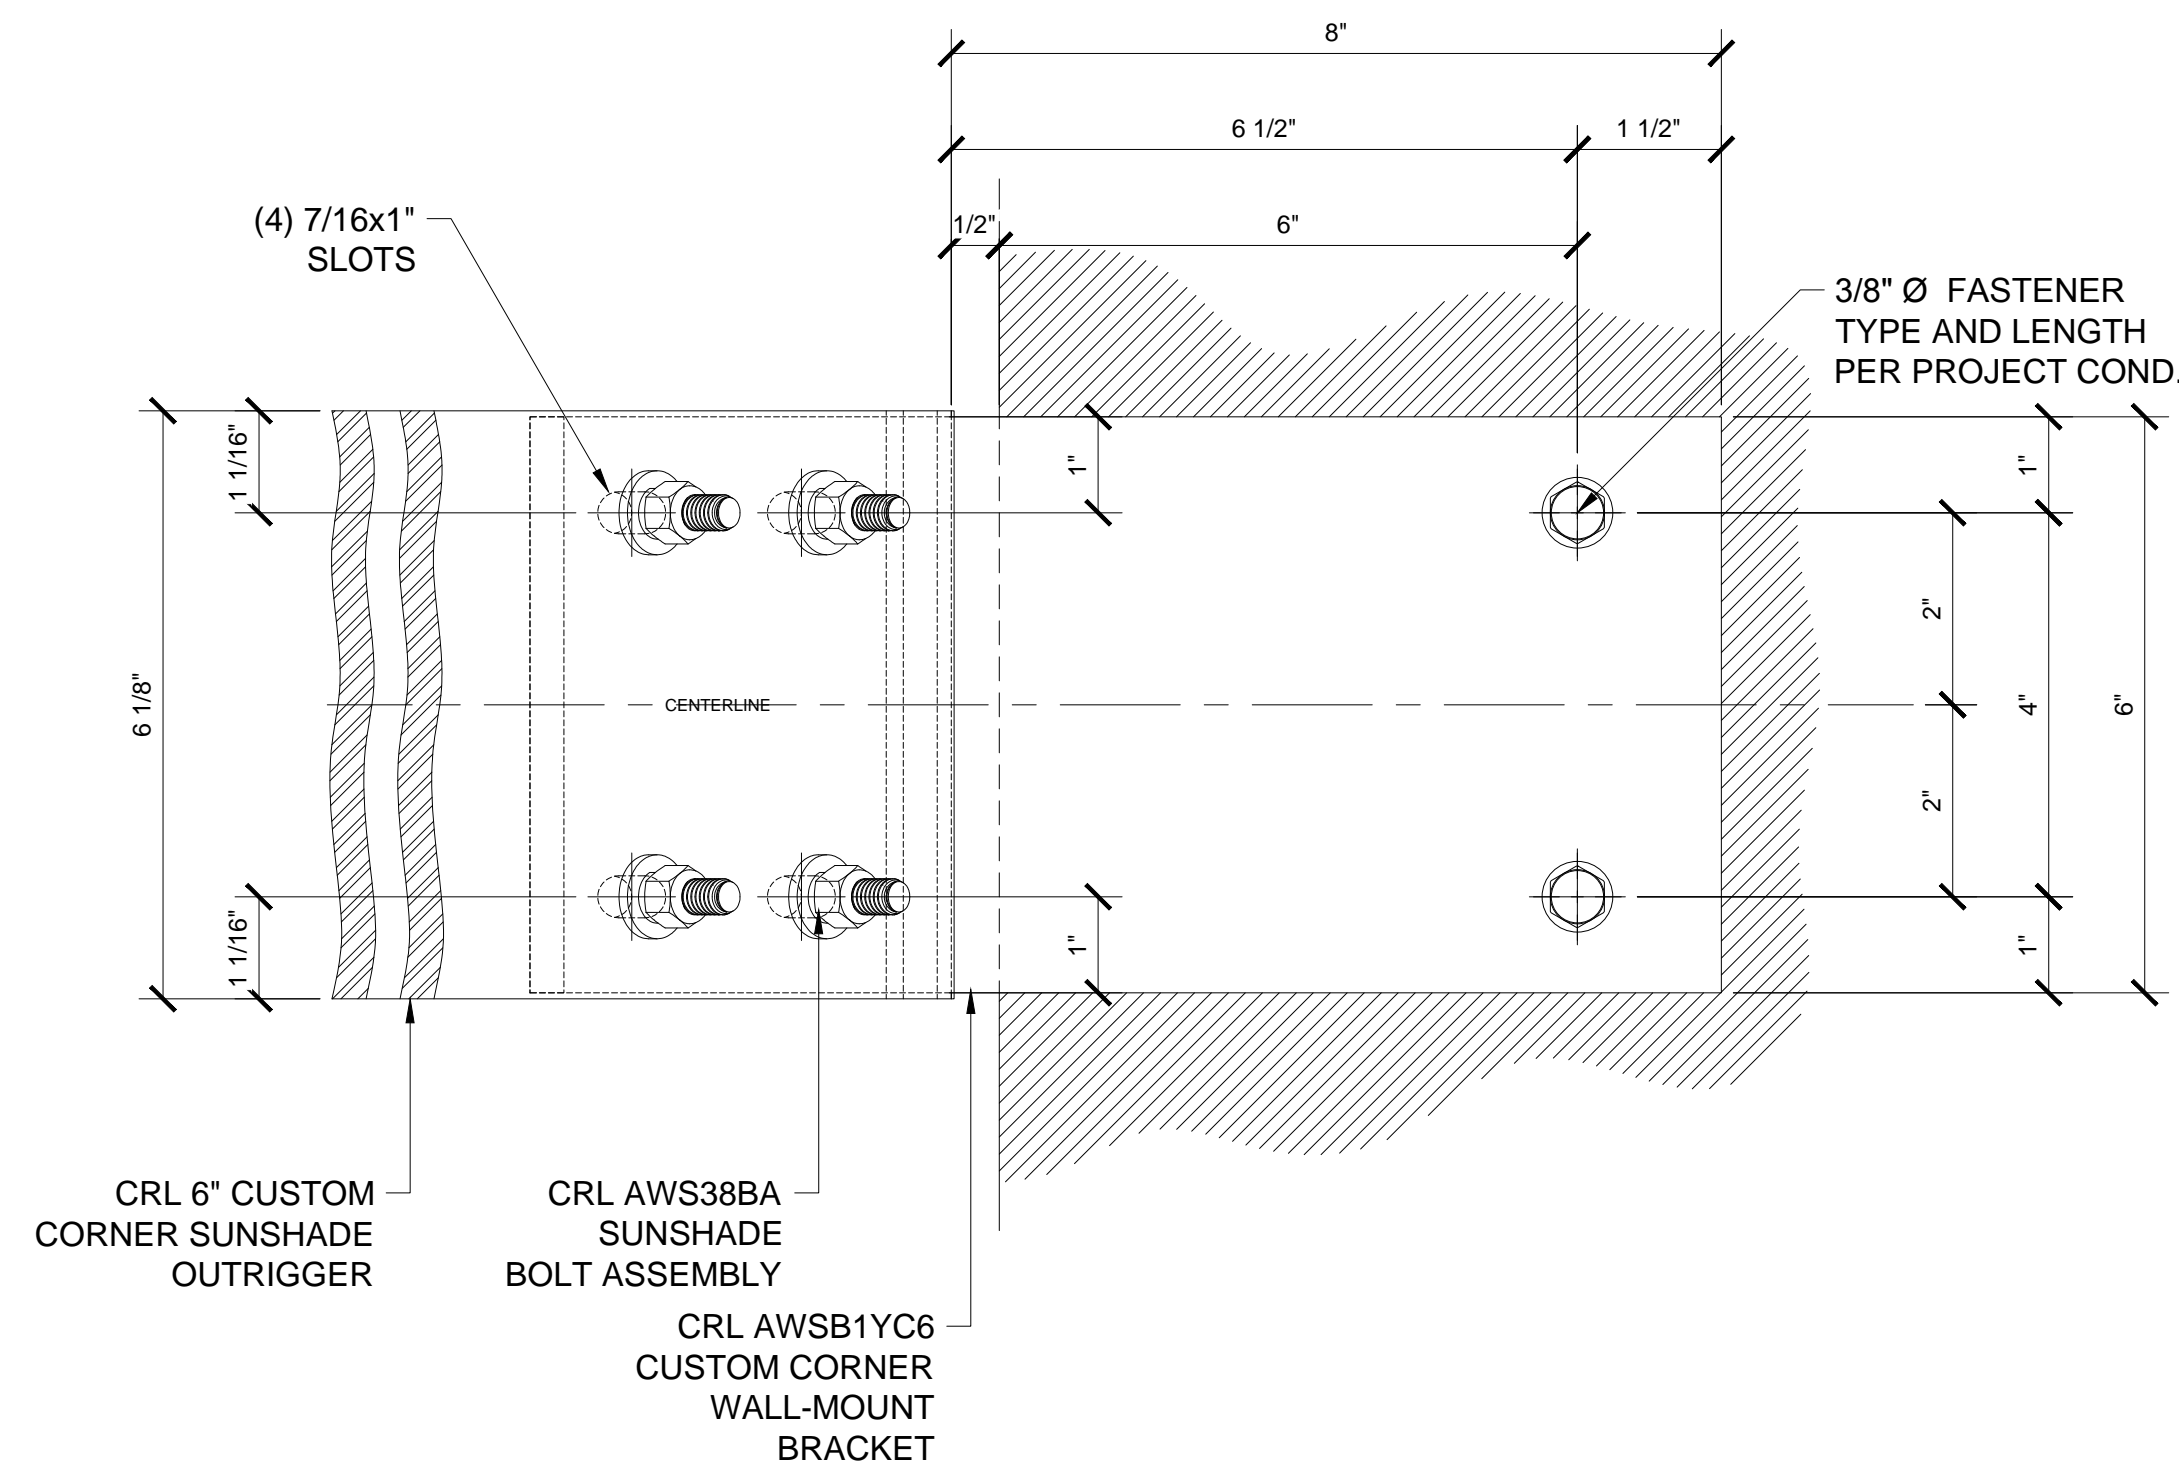 8"
6 1/2"
1 1/2"
1/2"
6"
(4) 7/16x1"
SLOTS
3/8" Ø FASTENER
TYPE AND LENGTH
PER PROJECT COND.
1 1/16"
1"
1"
2"
6 1/8"
CENTERLINE
4"
6"
2"
1 1/16"
1"
1"
CRL 6" CUSTOM
CORNER SUNSHADE
OUTRIGGER
CRL AWS38BA
SUNSHADE
BOLT ASSEMBLY
CRL AWSB1YC6
CUSTOM CORNER
WALL-MOUNT
BRACKET